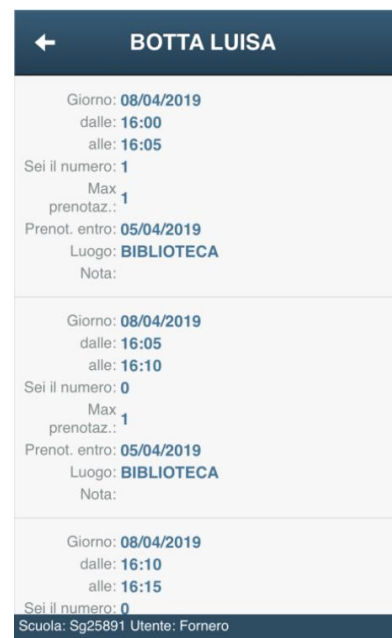 BOTTA LUISA
Giorno: 08/04/2019
dalle: 16:00
alle: 16:05
Sei il numero: 1
Max
prenotaz.: 1
Prenot. entro: 05/04/2019
Luogo: BIBLIOTECA
Nota:
Giorno: 08/04/2019
dalle: 16:05
alle: 16:10
Sei il numero: 0
Max
prenotaz.: 1
Prenot. entro: 05/04/2019
Luogo: BIBLIOTECA
Nota:
Giorno: 08/04/2019
dalle: 16:10
alle: 16:15
Sei il numero: 0
Scuola: Sg25891 Utente: Fornero